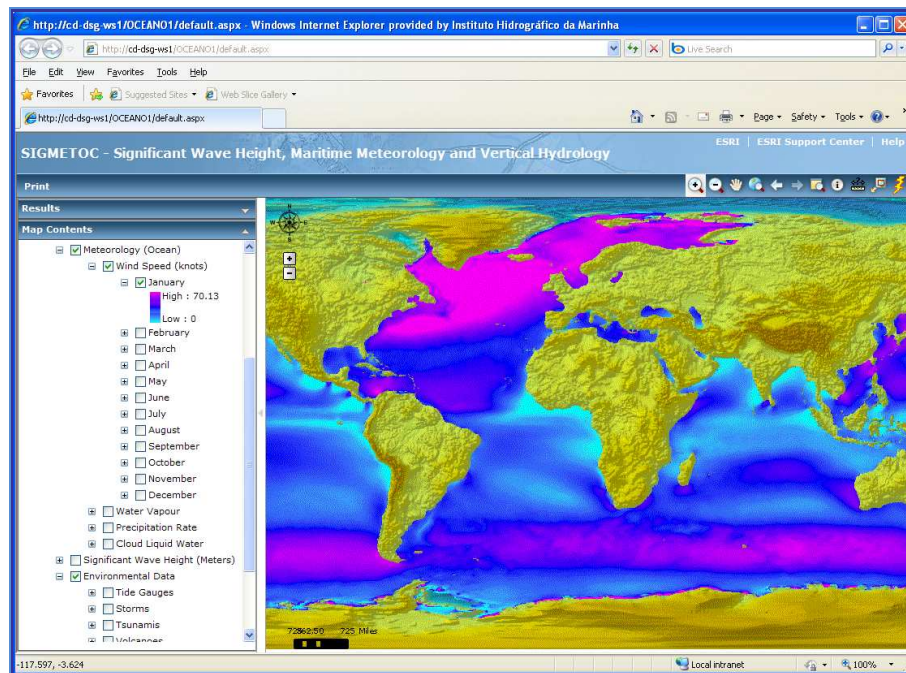 http://cd-dsg-ws1/OCEANO1/default.aspx - Windows Internet Explorer provided by Instituto Hidrográfico da Marinha
http://cd-dsg-ws1/OCEANO1/default.aspx
Live Search
File Edit View Favorites Tools Help
Favorites Suggested Sites Web Slice Gallery
http://cd-dsg-ws1/OCEANO1/default.aspx
Page Safety Tools
ESRI | ESRI Support Center | Help
SIGMETOC - Significant Wave Height, Maritime Meteorology and Vertical Hydrology
Print
Results
Map Contents
Meteorology (Ocean)
Wind Speed (knots)
January
High : 70.13
Low : 0
February
March
April
May
June
July
August
September
October
November
December
Water Vapour
Precipitation Rate
Cloud Liquid Water
Significant Wave Height (Meters)
Environmental Data
Tide Gauges
Storms
Tsunamis
Volcanoes
725 Miles
-117.597, -3.624
Local intranet
100%